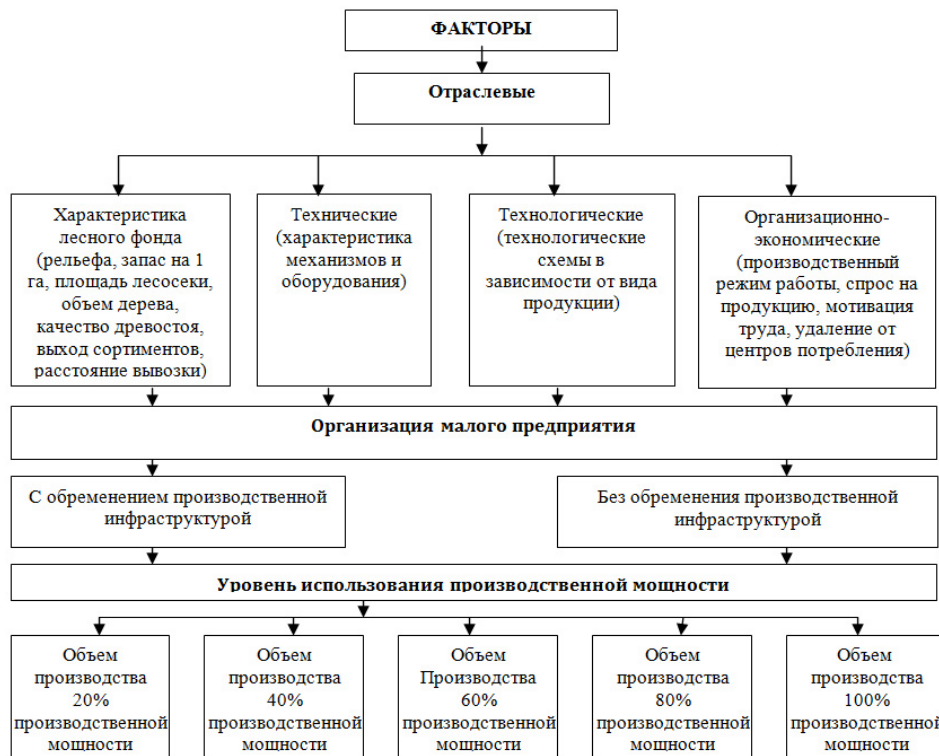 ФАКТОРЫ
Отраслевые
Характеристика
лесного фонда
(рельефа, запас на 1
га, площадь лесосеки,
объем дерева,
качество древостоя,
выход сортиментов,
расстояние вывозки)
Технические
(характеристика
механизмов и
оборудования)
Технологические
(технологические
схемы в
зависимости от вида
продукции)
Организационно-
экономические
(производственный
режим работы, спрос на
продукцию, мотивация
труда, удаление от
центров потребления)
Организация малого предприятия
С обременением производственной
инфраструктурой
Без обременения производственной
инфраструктурой
Уровень использования производственной мощности
Объем
производства
20%
производственной
мощности
Объем
производства
40%
производственной
мощности
Объем
Производства
60%
производственной
мощности
Объем
производства
80%
производственной
мощности
Объем
производства
100%
производственной
мощности